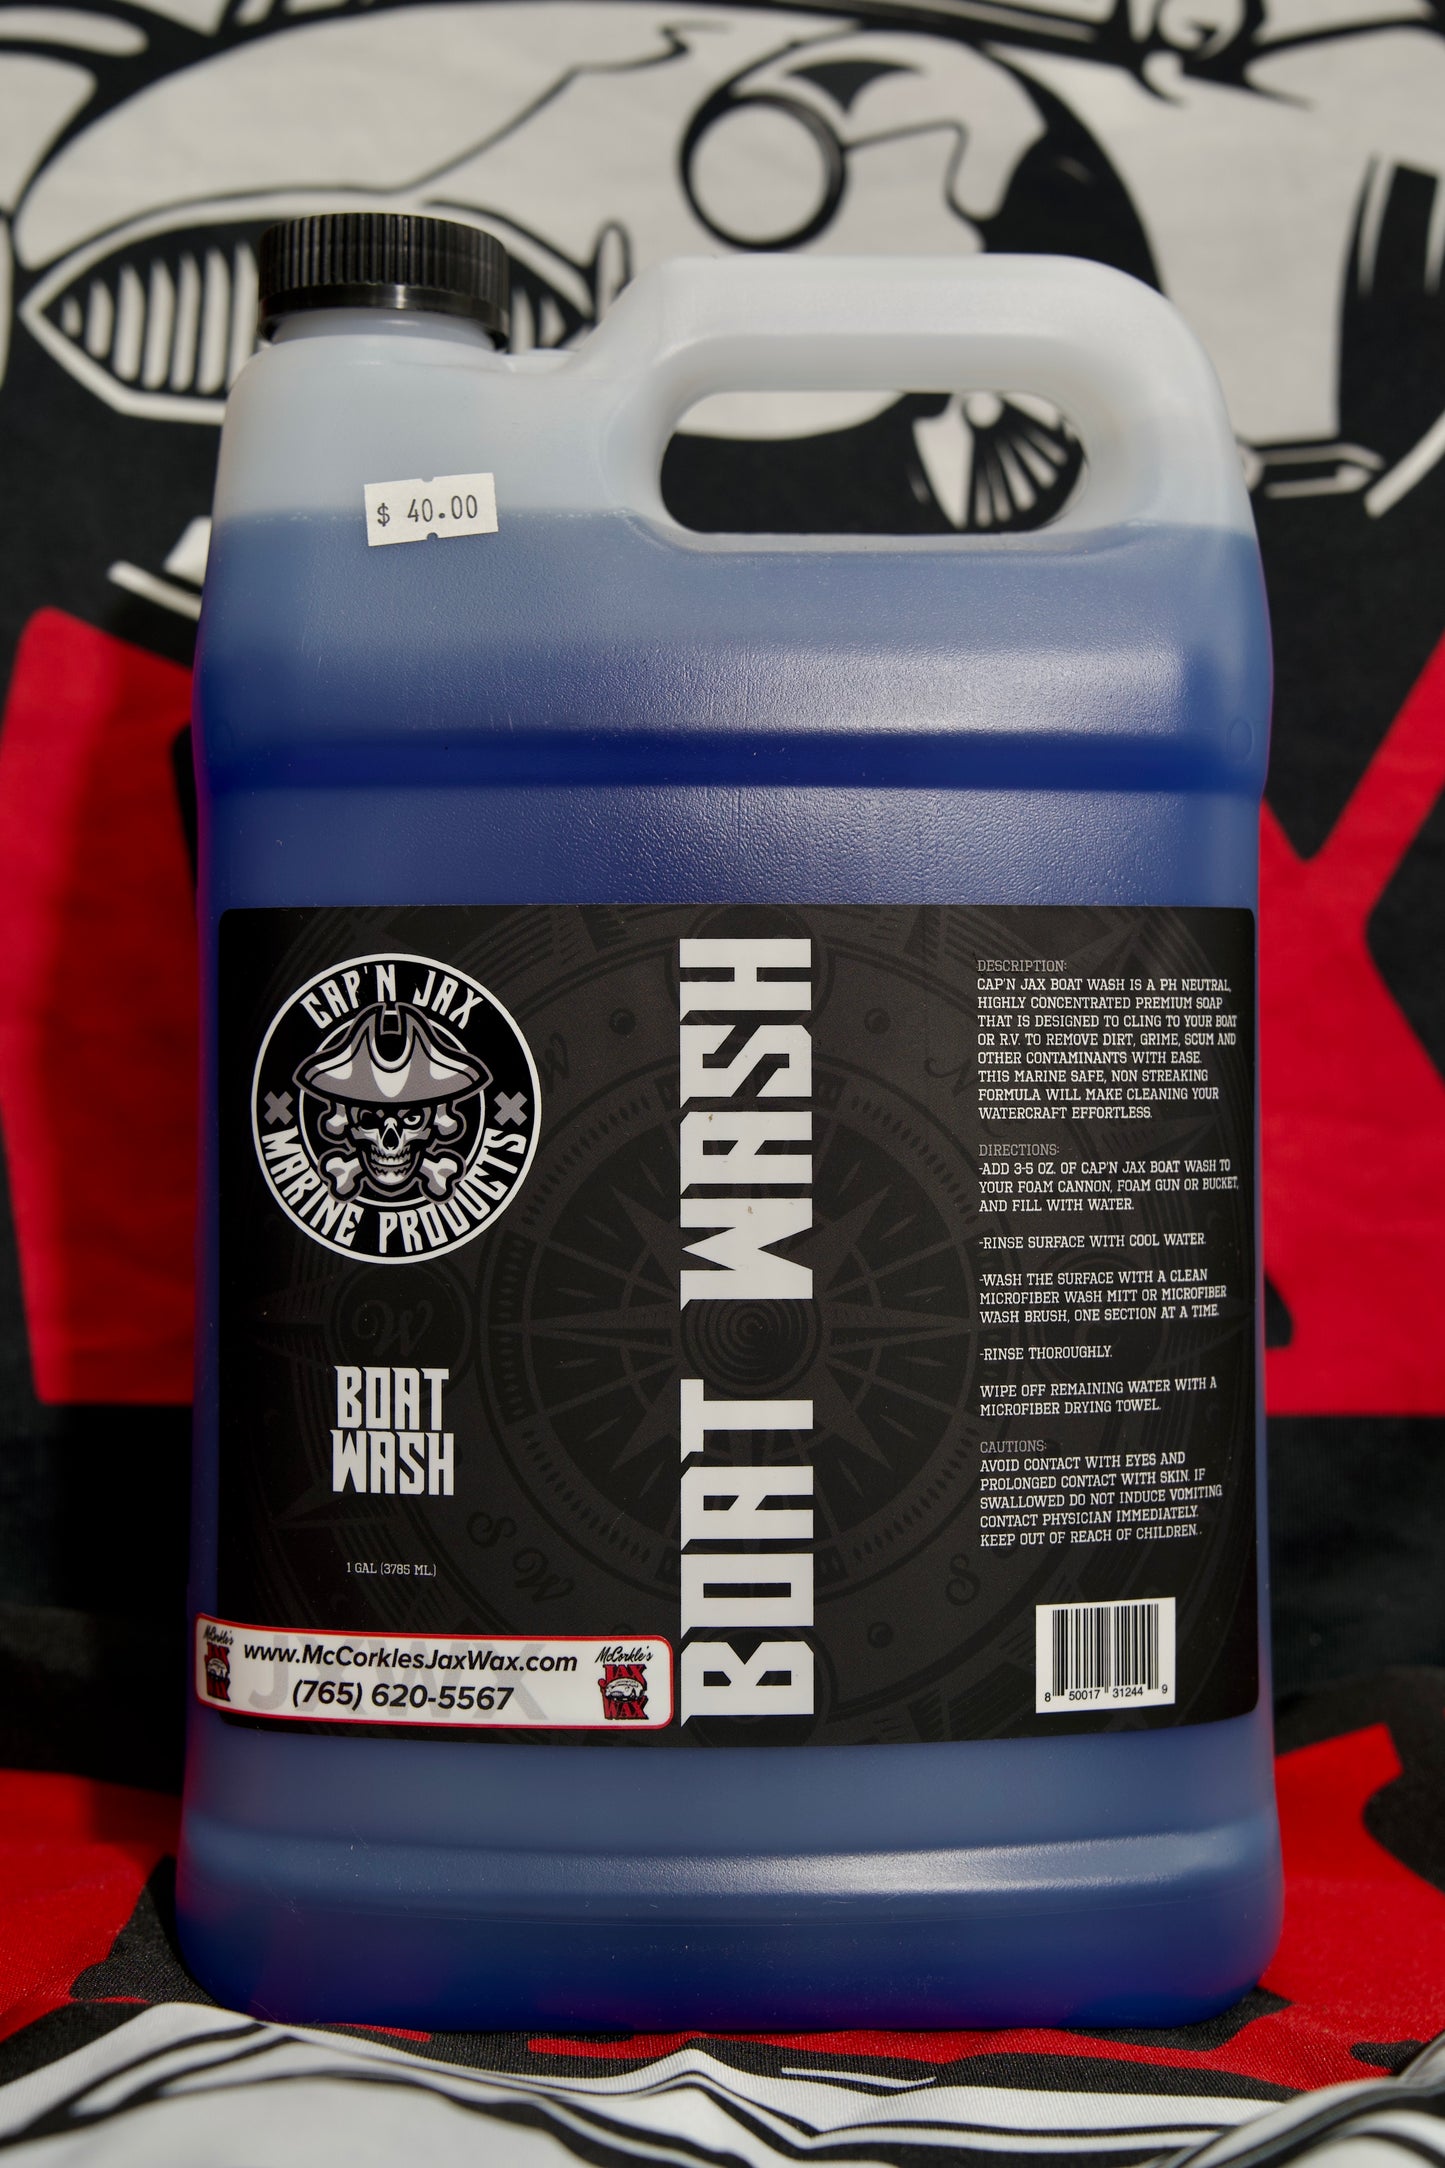 $ 40.00
CAP'N JAX
MARINE PRODUCTS
BOAT
WASH
1 GAL (3785 ML.)
www.McCorklesJaxWax.com
(765) 620-5567
McCorkle's
JAX
WAX
McCorkle's
JAX
WAX
BOAT WASH
DESCRIPTION:
CAP'N JAX BOAT WASH IS A PH NEUTRAL,
HIGHLY CONCENTRATED PREMIUM SOAP
THAT IS DESIGNED TO CLING TO YOUR BOAT
OR R.V. TO REMOVE DIRT, GRIME, SCUM AND
OTHER CONTAMINANTS WITH EASE.
THIS MARINE SAFE, NON STREAKING
FORMULA WILL MAKE CLEANING YOUR
WATERCRAFT EFFORTLESS.
DIRECTIONS:
-ADD 3-5 OZ. OF CAP'N JAX BOAT WASH TO
YOUR FOAM CANNON, FOAM GUN OR BUCKET,
AND FILL WITH WATER.
-RINSE SURFACE WITH COOL WATER.
-WASH THE SURFACE WITH A CLEAN
MICROFIBER WASH MITT OR MICROFIBER
WASH BRUSH, ONE SECTION AT A TIME.
-RINSE THOROUGHLY.
WIPE OFF REMAINING WATER WITH A
MICROFIBER DRYING TOWEL.
CAUTIONS:
AVOID CONTACT WITH EYES AND
PROLONGED CONTACT WITH SKIN. IF
SWALLOWED DO NOT INDUCE VOMITING
CONTACT PHYSICIAN IMMEDIATELY.
KEEP OUT OF REACH OF CHILDREN..
8 50017 31244 9